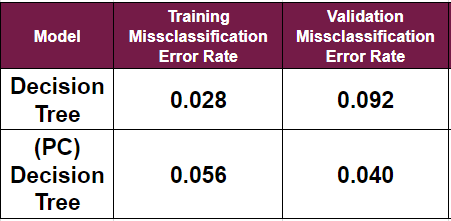 Model
Training
Missclassification
Error Rate
Validation
Missclassification
Error Rate
Decision
Tree
0.028
0.092
(PC)
Decision
Tree
0.056
0.040